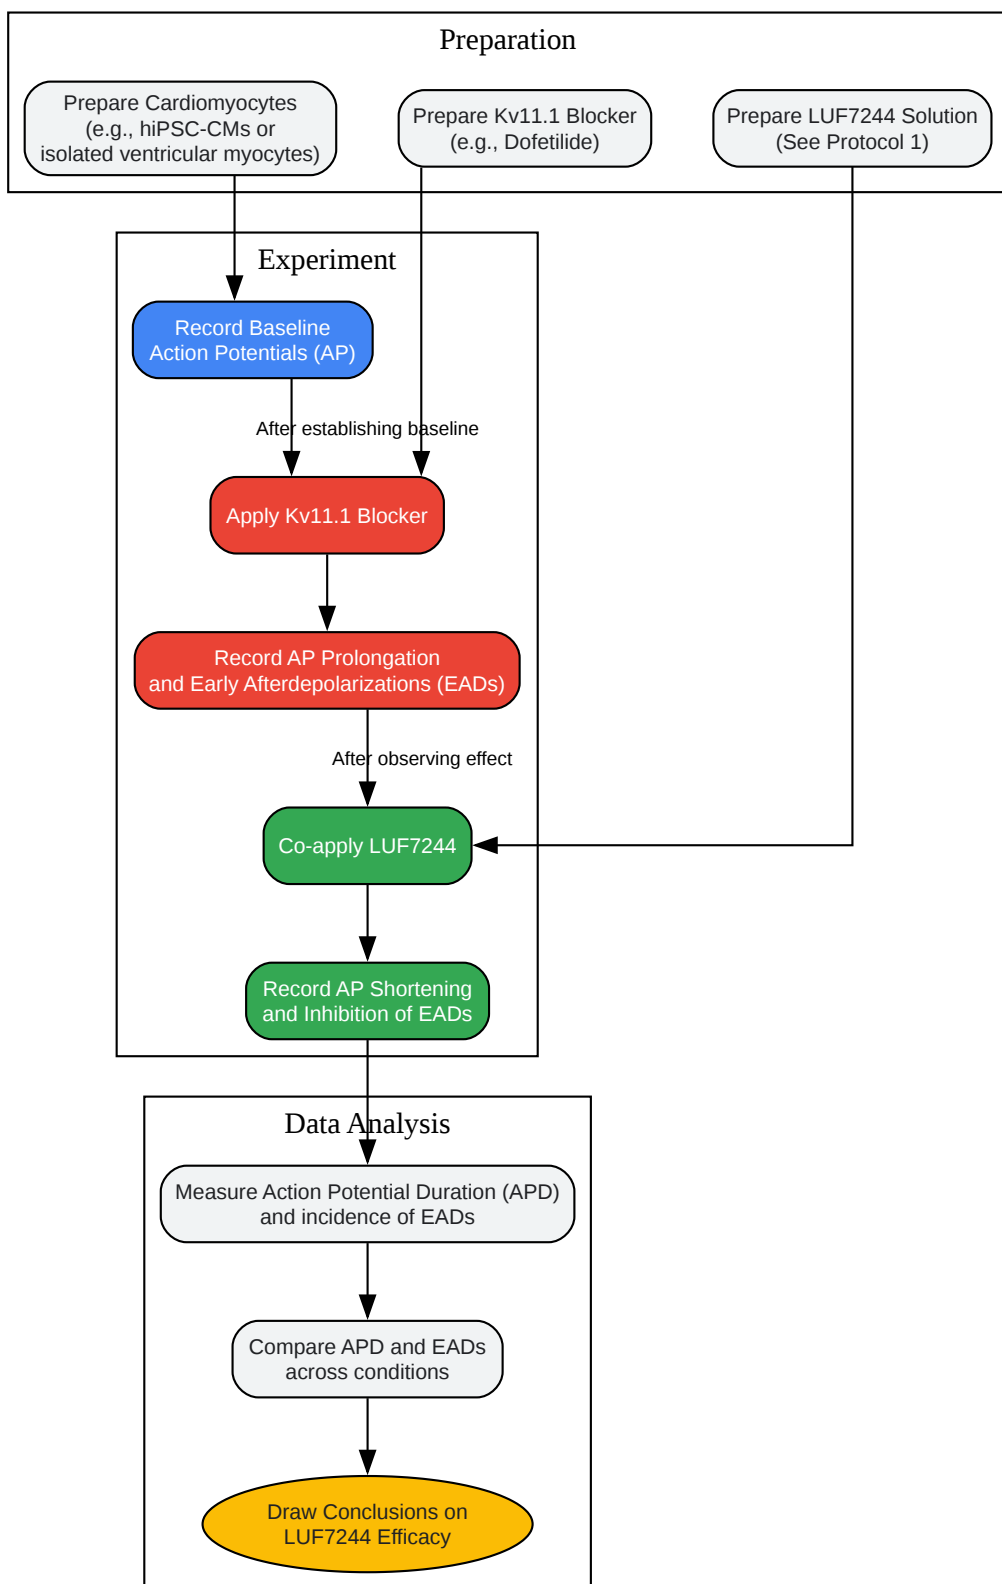 Preparation
Prepare Cardiomyocytes
(e.g., hiPSC-CMs or
isolated ventricular myocytes)
Prepare Kv11.1 Blocker
(e.g., Dofetilide)
Prepare LUF7244 Solution
(See Protocol 1)
Experiment
Record Baseline
Action Potentials (AP)
After establishing baseline
Apply Kv11.1 Blocker
Record AP Prolongation
and Early Afterdepolarizations (EADs)
After observing effect
Co-apply LUF7244
Record AP Shortening
and Inhibition of EADs
Data Analysis
Measure Action Potential Duration (APD)
and incidence of EADs
Compare APD and EADs
across conditions
Draw Conclusions on
LUF7244 Efficacy